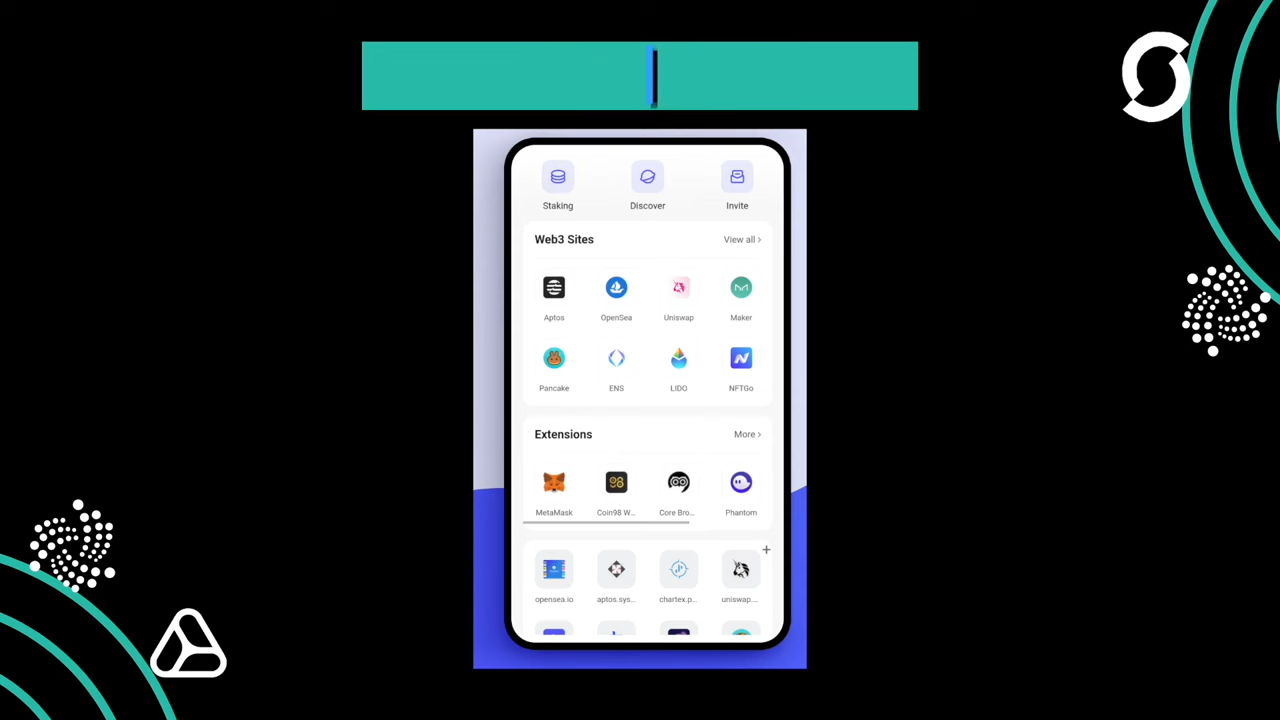 Staking Discover Invite
Web3 Sites View all >
Aptos OpenSea Uniswap Maker
Pancake ENS LIDO NFTGo
Extensions More >
MetaMask Coin98 W... Core Bro... Phantom
opensea.io aptos.sys... chartex.p... uniswap....